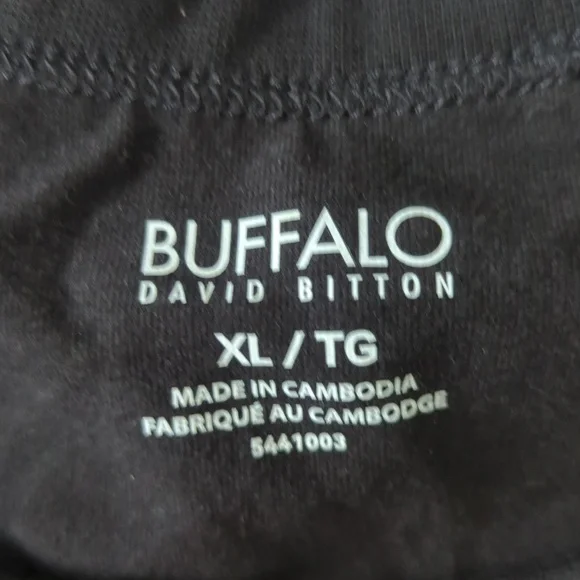 BUFFALO
DAVID BITTON
XL / TG
MADE IN CAMBODIA
FABRIQUÉ AU CAMBODGE
5441003